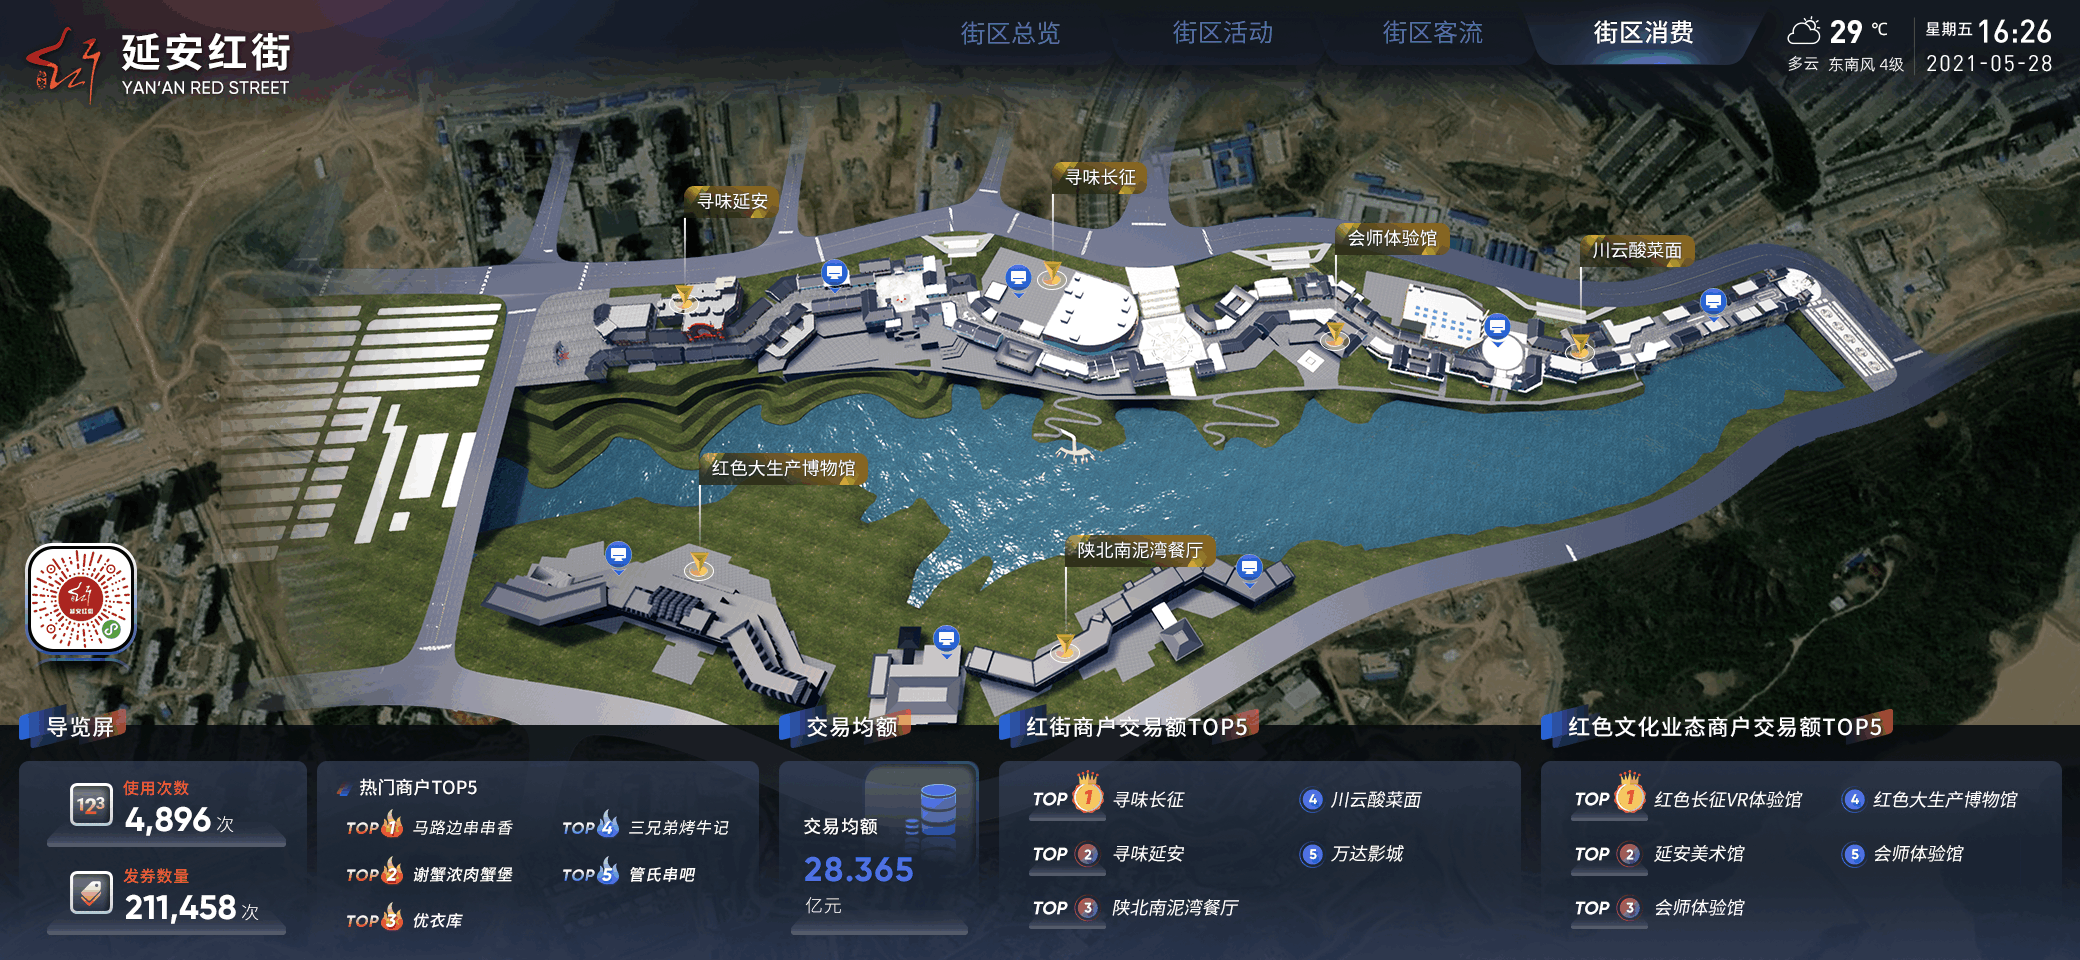 延安红街
YAN'AN RED STREET
街区总览
街区活动
街区客流
街区消费
29 ℃
多云 东南风 4级
星期五 16:26
2021-05-28
寻味延安
寻味长征
会师体验馆
川云酸菜面
红色大生产博物馆
陕北南泥湾餐厅
延安红街
导览屏
123
使用次数
4,896 次
发券数量
211,458 次
热门商户TOP5
TOP 1 马路边串串香
TOP 2 谢蟹浓肉蟹堡
TOP 3 优衣库
TOP 4 三兄弟烤牛记
TOP 5 管氏串吧
交易均额
交易均额
28.365
亿元
红街商户交易额TOP5
TOP 1 寻味长征
TOP 2 寻味延安
TOP 3 陕北南泥湾餐厅
4 川云酸菜面
5 万达影城
红色文化业态商户交易额TOP5
TOP 1 红色长征VR体验馆
TOP 2 延安美术馆
TOP 3 会师体验馆
4 红色大生产博物馆
5 会师体验馆